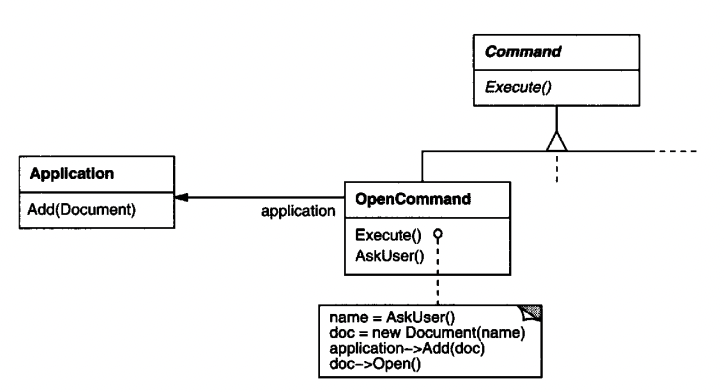 Command
Execute()
Application
Add(Document)
application
OpenCommand
Execute()
AskUser()
name = AskUser()
doc = new Document(name)
application->Add(doc)
doc->Open()